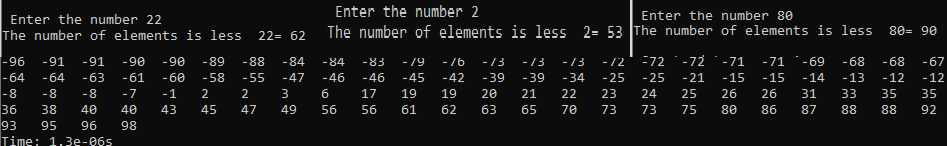 Enter the number 22
The number of elements is less  22= 62
Enter the number 2
The number of elements is less  2= 53
Enter the number 80
The number of elements is less  80= 90
-96 -91 -91 -90 -90 -89 -88 -84 -84 -83 -79 -76 -73 -73 -73 -72 -72 -72 -71 -71 -69 -68 -68 -67
-64 -64 -63 -61 -60 -58 -55 -47 -46 -46 -45 -42 -39 -39 -34 -25 -25 -21 -15 -15 -14 -13 -12 -12
-8 -8 -8 -7 -1 2 2 3 6 17 19 19 20 21 22 23 24 25 26 26 31 33 35 35
36 38 40 40 43 45 47 49 56 56 61 62 63 65 70 73 73 75 80 86 87 88 88 92
93 95 96 98
Time: 1.3e-06s